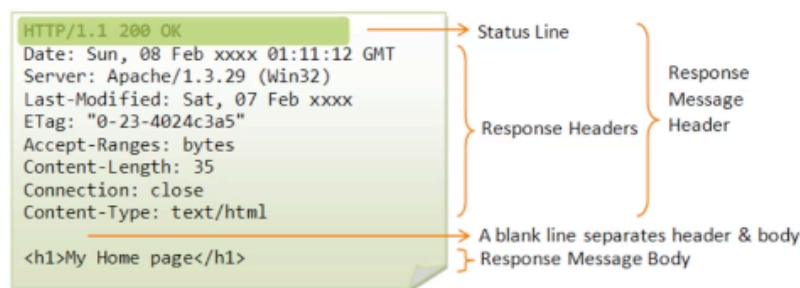 HTTP/1.1 200 OK
Date: Sun, 08 Feb xxxx 01:11:12 GMT
Server: Apache/1.3.29 (Win32)
Last-Modified: Sat, 07 Feb xxxx
ETag: "0-23-4024c3a5"
Accept-Ranges: bytes
Content-Length: 35
Connection: close
Content-Type: text/html
<h1>My Home page</h1>
Status Line
Response Headers
Response
Message
Header
A blank line separates header & body
Response Message Body